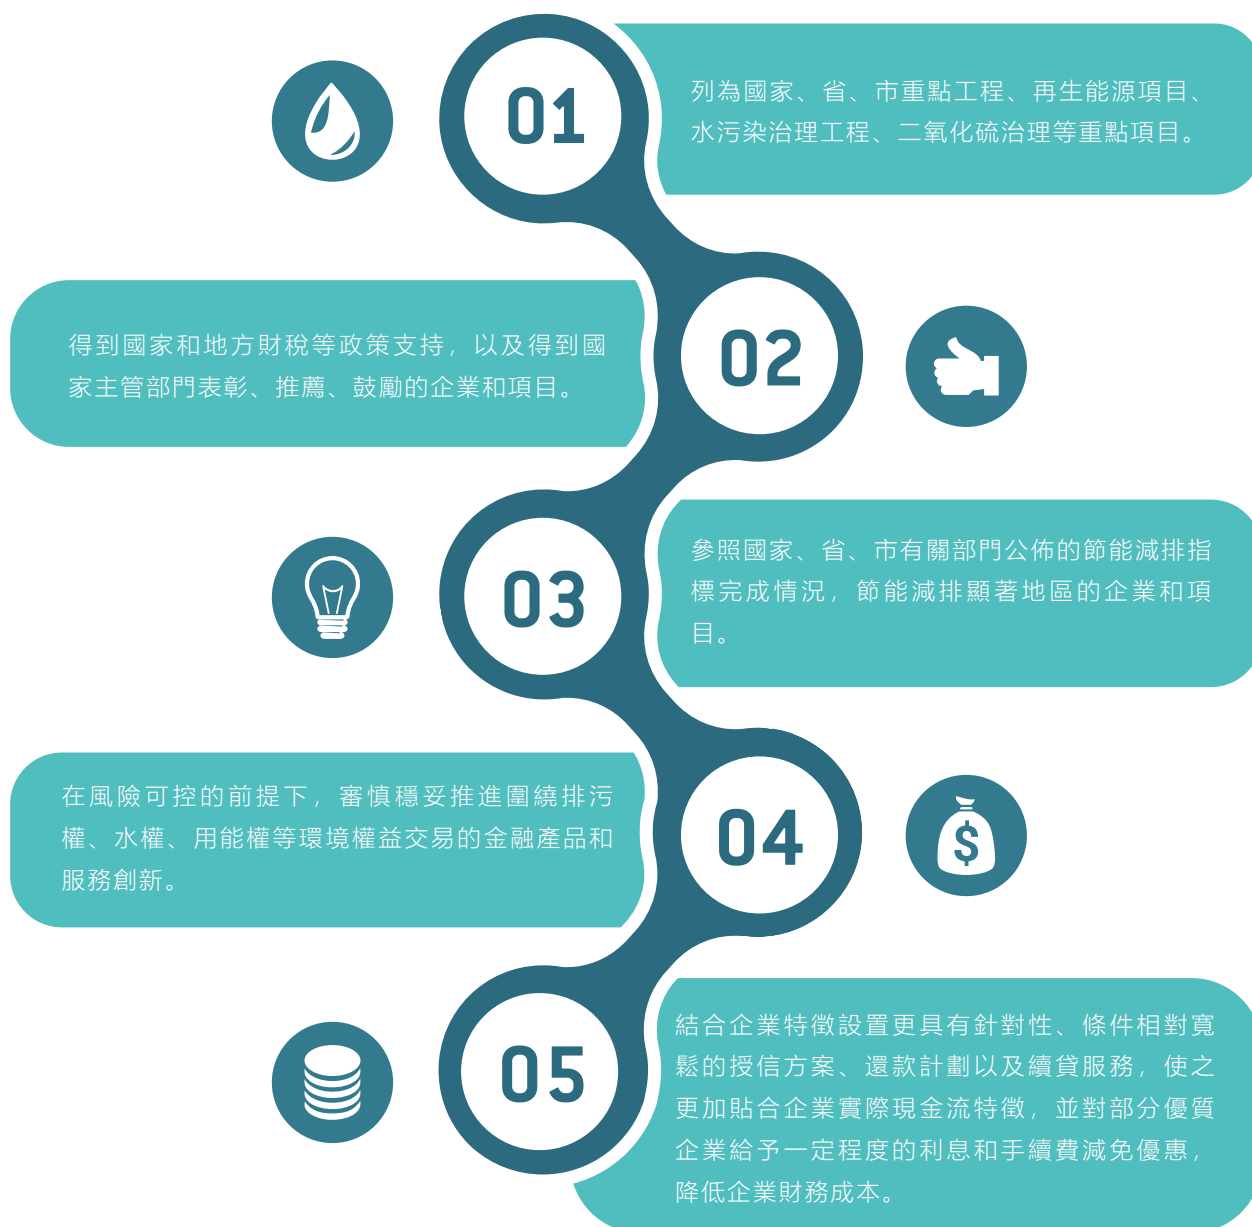 01
列為國家、省、市重點工程、再生能源項目、
水污染治理工程、二氧化硫治理等重點項目。
得到國家和地方財稅等政策支持，以及得到國
家主管部門表彰、推薦、鼓勵的企業和項目。
02
03
參照國家、省、市有關部門公佈的節能減排指
標完成情況，節能減排顯著地區的企業和項
目。
在風險可控的前提下，審慎穩妥推進圍繞排污
權、水權、用能權等環境權益交易的金融產品和
服務創新。
04
$
05
結合企業特徵設置更具有針對性、條件相對寬
鬆的授信方案、還款計劃以及續貸服務，使之
更加貼合企業實際現金流特徵，並對部分優質
企業給予一定程度的利息和手續費減免優惠，
降低企業財務成本。